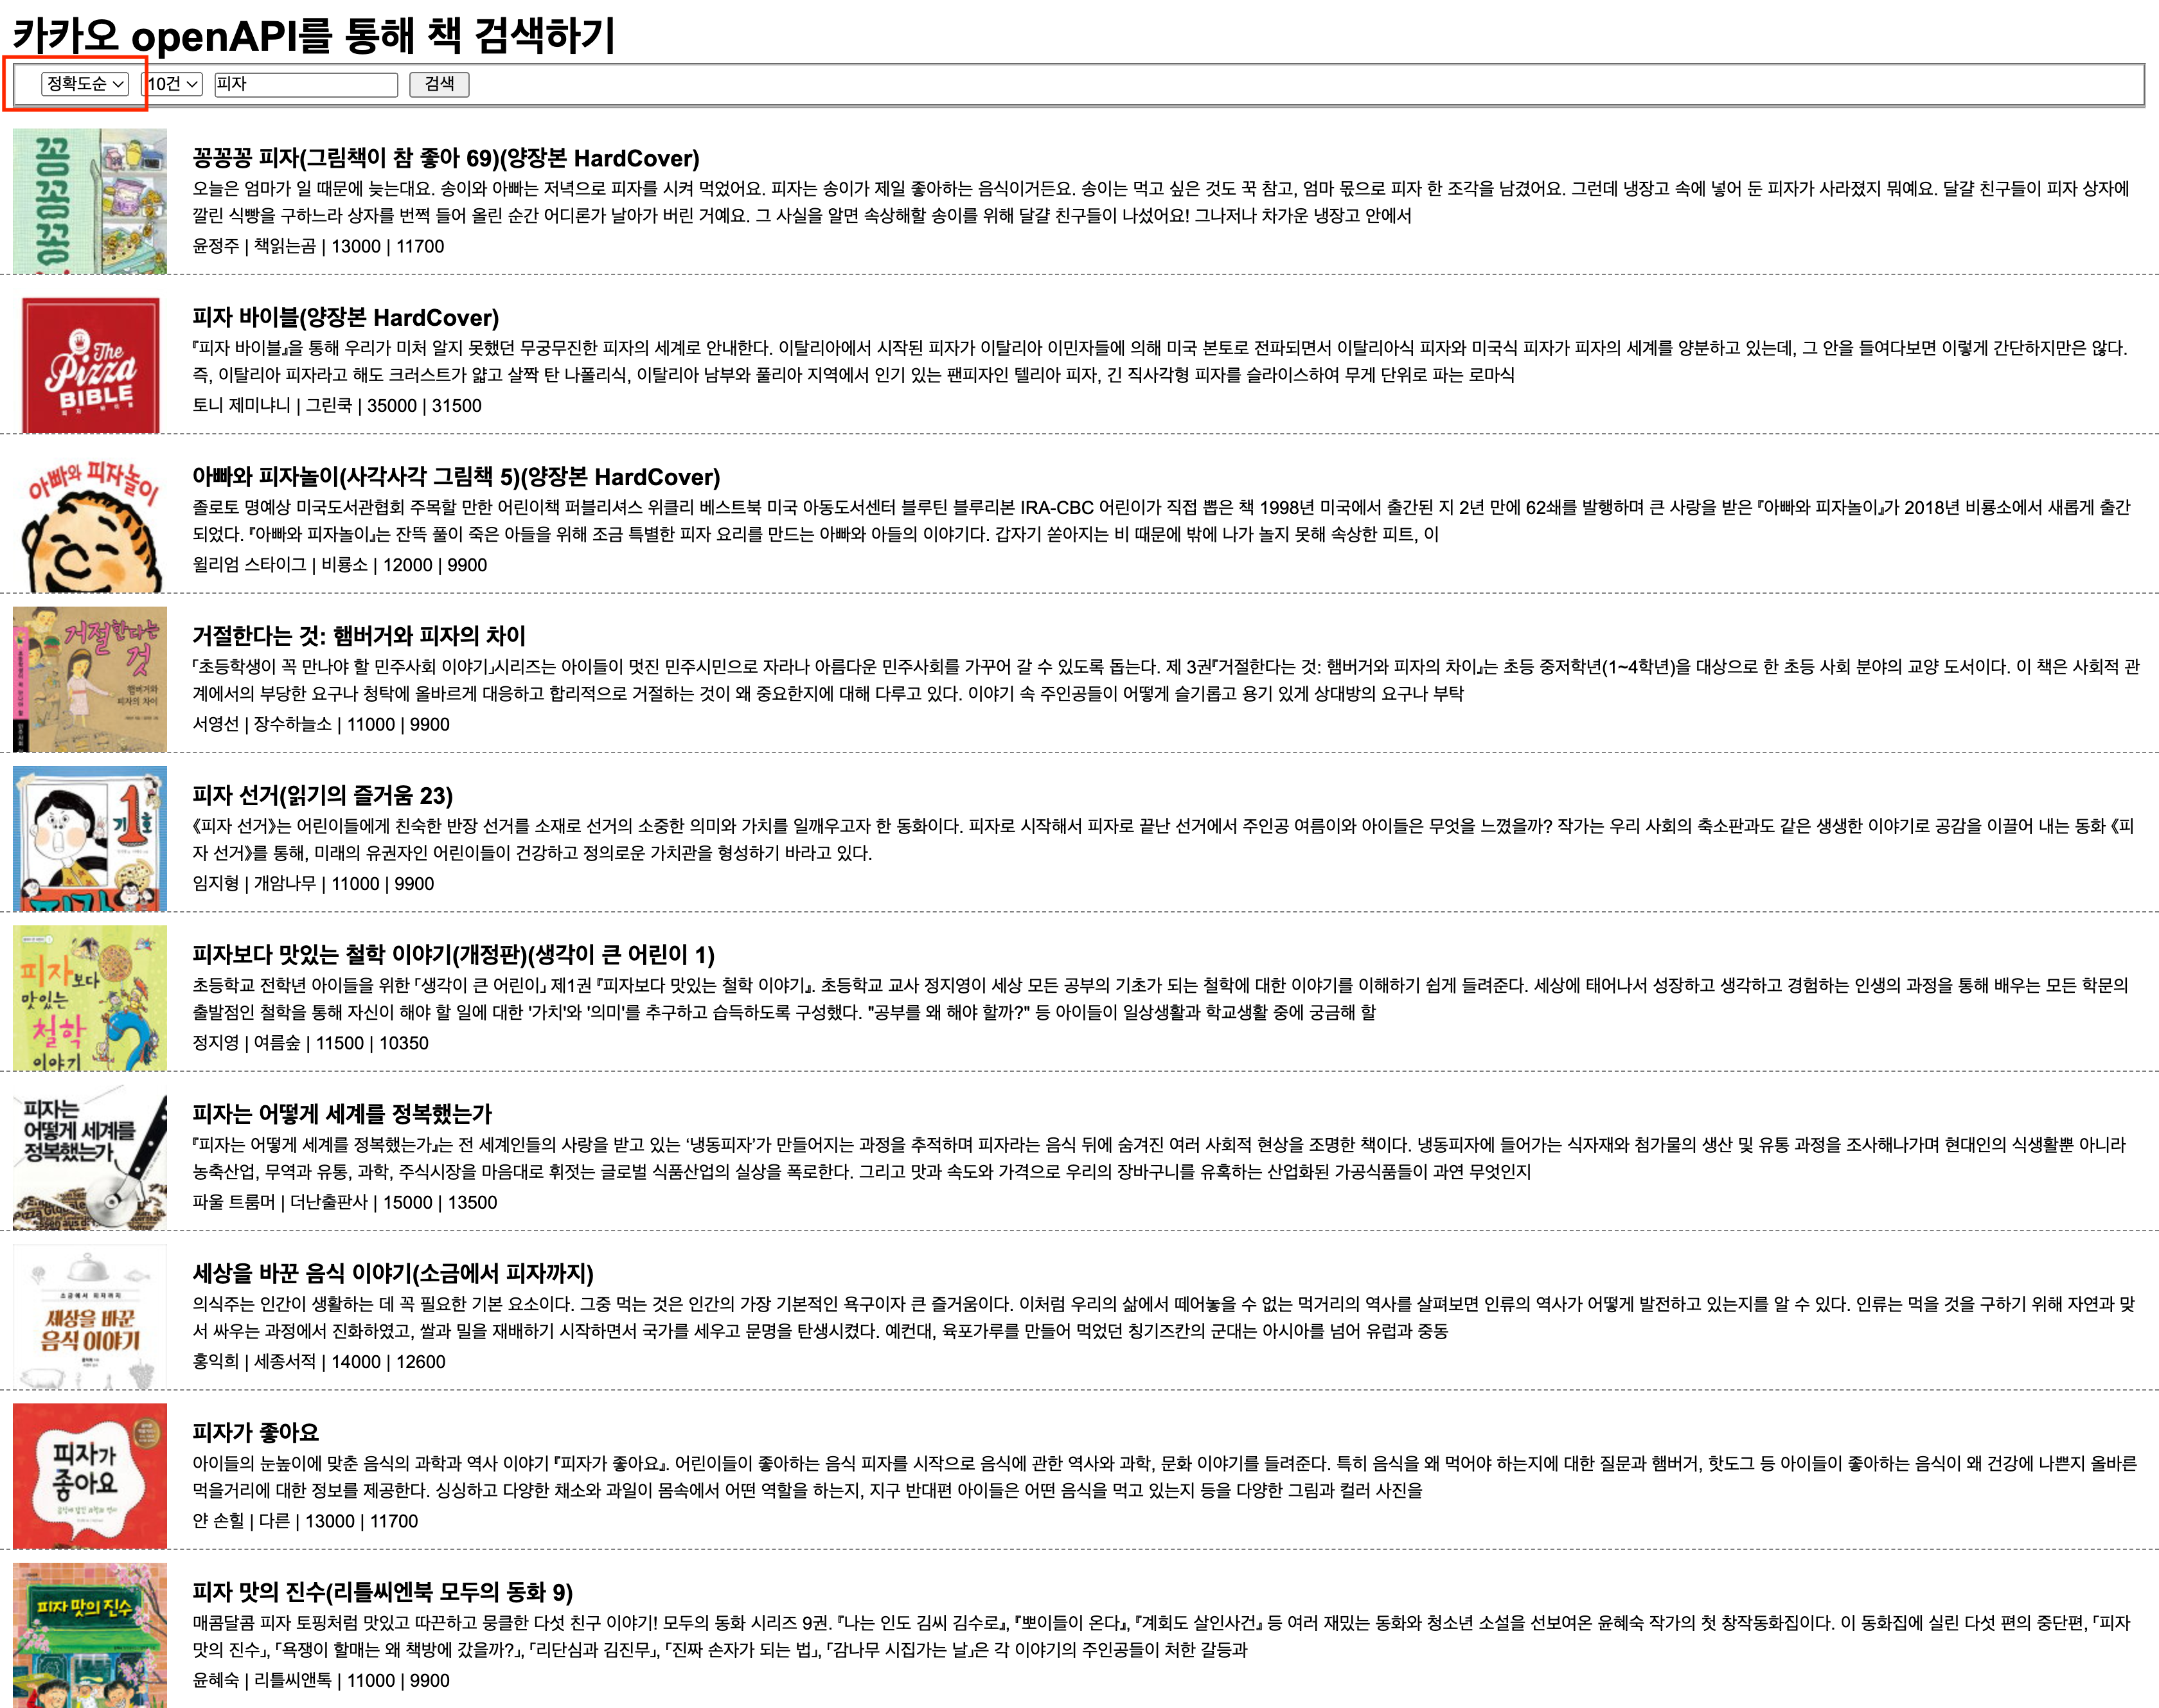 카카오 openAPI를 통해 책 검색하기
정확도순 10건 피자 검색
꽁꽁꽁
꽁꽁꽁 피자(그림책이 참 좋아 69)(양장본 HardCover)
오늘은 엄마가 일 때문에 늦는대요. 송이와 아빠는 저녁으로 피자를 시켜 먹었어요. 피자는 송이가 제일 좋아하는 음식이거든요. 송이는 먹고 싶은 것도 꾹 참고, 엄마 몫으로 피자 한 조각을 남겼어요. 그런데 냉장고 속에 넣어 둔 피자가 사라졌지 뭐예요. 달걀 친구들이 피자 상자에
깔린 식빵을 구하느라 상자를 번쩍 들어 올린 순간 어디론가 날아가 버린 거예요. 그 사실을 알면 속상해할 송이를 위해 달걀 친구들이 나섰어요! 그나저나 차가운 냉장고 안에서
윤정주 | 책읽는곰 | 13000 | 11700
The
Pizza
BIBLE
피자 바이블
피자 바이블(양장본 HardCover)
『피자 바이블』을 통해 우리가 미처 알지 못했던 무궁무진한 피자의 세계로 안내한다. 이탈리아에서 시작된 피자가 이탈리아 이민자들에 의해 미국 본토로 전파되면서 이탈리아식 피자와 미국식 피자가 피자의 세계를 양분하고 있는데, 그 안을 들여다보면 이렇게 간단하지만은 않다.
즉, 이탈리아 피자라고 해도 크러스트가 얇고 살짝 탄 나폴리식, 이탈리아 남부와 풀리아 지역에서 인기 있는 팬피자인 텔리아 피자, 긴 직사각형 피자를 슬라이스하여 무게 단위로 파는 로마식
토니 제미냐니 | 그린쿡 | 35000 | 31500
아빠와 피자놀이
아빠와 피자놀이(사각사각 그림책 5)(양장본 HardCover)
졸로토 명예상 미국도서관협회 주목할 만한 어린이책 퍼블리셔스 위클리 베스트북 미국 아동도서센터 블루틴 블루리본 IRA-CBC 어린이가 직접 뽑은 책 1998년 미국에서 출간된 지 2년 만에 62쇄를 발행하며 큰 사랑을 받은 『아빠와 피자놀이』가 2018년 비룡소에서 새롭게 출간
되었다. 『아빠와 피자놀이』는 잔뜩 풀이 죽은 아들을 위해 조금 특별한 피자 요리를 만드는 아빠와 아들의 이야기다. 갑자기 쏟아지는 비 때문에 밖에 나가 놀지 못해 속상한 피트, 이
윌리엄 스타이그 | 비룡소 | 12000 | 9900
거절한다는
것
햄버거와
피자의 차이
거절한다는 것: 햄버거와 피자의 차이
「초등학생이 꼭 만나야 할 민주사회 이야기」시리즈는 아이들이 멋진 민주시민으로 자라나 아름다운 민주사회를 가꾸어 갈 수 있도록 돕는다. 제 3권『거절한다는 것: 햄버거와 피자의 차이』는 초등 중저학년(1~4학년)을 대상으로 한 초등 사회 분야의 교양 도서이다. 이 책은 사회적 관
계에서의 부당한 요구나 청탁에 올바르게 대응하고 합리적으로 거절하는 것이 왜 중요한지에 대해 다루고 있다. 이야기 속 주인공들이 어떻게 슬기롭고 용기 있게 상대방의 요구나 부탁
서영선 | 장수하늘소 | 11000 | 9900
기호 1
피자 선거(읽기의 즐거움 23)
《피자 선거》는 어린이들에게 친숙한 반장 선거를 소재로 선거의 소중한 의미와 가치를 일깨우고자 한 동화이다. 피자로 시작해서 피자로 끝난 선거에서 주인공 여름이와 아이들은 무엇을 느꼈을까? 작가는 우리 사회의 축소판과도 같은 생생한 이야기로 공감을 이끌어 내는 동화 《피
자 선거》를 통해, 미래의 유권자인 어린이들이 건강하고 정의로운 가치관을 형성하기 바라고 있다.
임지형 | 개암나무 | 11000 | 9900
피자보다
맛있는
철학
이야기
피자보다 맛있는 철학 이야기(개정판)(생각이 큰 어린이 1)
초등학교 전학년 아이들을 위한 「생각이 큰 어린이」 제1권 『피자보다 맛있는 철학 이야기』. 초등학교 교사 정지영이 세상 모든 공부의 기초가 되는 철학에 대한 이야기를 이해하기 쉽게 들려준다. 세상에 태어나서 성장하고 생각하고 경험하는 인생의 과정을 통해 배우는 모든 학문의
출발점인 철학을 통해 자신이 해야 할 일에 대한 '가치'와 '의미'를 추구하고 습득하도록 구성했다. "공부를 왜 해야 할까?" 등 아이들이 일상생활과 학교생활 중에 궁금해 할
정지영 | 여름숲 | 11500 | 10350
피자는
어떻게 세계를
정복했는가
피자는 어떻게 세계를 정복했는가
『피자는 어떻게 세계를 정복했는가』는 전 세계인들의 사랑을 받고 있는 ‘냉동피자’가 만들어지는 과정을 추적하며 피자라는 음식 뒤에 숨겨진 여러 사회적 현상을 조명한 책이다. 냉동피자에 들어가는 식자재와 첨가물의 생산 및 유통 과정을 조사해나가며 현대인의 식생활뿐 아니라
농축산업, 무역과 유통, 과학, 주식시장을 마음대로 휘젓는 글로벌 식품산업의 실상을 폭로한다. 그리고 맛과 속도와 가격으로 우리의 장바구니를 유혹하는 산업화된 가공식품들이 과연 무엇인지
파울 트룸머 | 더난출판사 | 15000 | 13500
소금에서 피자까지
세상을 바꾼
음식 이야기
세상을 바꾼 음식 이야기(소금에서 피자까지)
의식주는 인간이 생활하는 데 꼭 필요한 기본 요소이다. 그중 먹는 것은 인간의 가장 기본적인 욕구이자 큰 즐거움이다. 이처럼 우리의 삶에서 떼어놓을 수 없는 먹거리의 역사를 살펴보면 인류의 역사가 어떻게 발전하고 있는지를 알 수 있다. 인류는 먹을 것을 구하기 위해 자연과 맞
서 싸우는 과정에서 진화하였고, 쌀과 밀을 재배하기 시작하면서 국가를 세우고 문명을 탄생시켰다. 예컨대, 육포가루를 만들어 먹었던 칭기즈칸의 군대는 아시아를 넘어 유럽과 중동
홍익희 | 세종서적 | 14000 | 12600
피자가
좋아요
피자가 좋아요
아이들의 눈높이에 맞춘 음식의 과학과 역사 이야기 『피자가 좋아요』. 어린이들이 좋아하는 음식 피자를 시작으로 음식에 관한 역사와 과학, 문화 이야기를 들려준다. 특히 음식을 왜 먹어야 하는지에 대한 질문과 햄버거, 핫도그 등 아이들이 좋아하는 음식이 왜 건강에 나쁜지 올바른
먹을거리에 대한 정보를 제공한다. 싱싱하고 다양한 채소와 과일이 몸속에서 어떤 역할을 하는지, 지구 반대편 아이들은 어떤 음식을 먹고 있는지 등을 다양한 그림과 컬러 사진을
얀 손힐 | 다른 | 13000 | 11700
피자 맛의 진수
피자 맛의 진수(리틀씨엔북 모두의 동화 9)
매콤달콤 피자 토핑처럼 맛있고 따끈하고 뭉클한 다섯 친구 이야기! 모두의 동화 시리즈 9권. 『나는 인도 김씨 김수로』, 『뽀이들이 온다』, 『계회도 살인사건』 등 여러 재밌는 동화와 청소년 소설을 선보여온 윤혜숙 작가의 첫 창작동화집이다. 이 동화집에 실린 다섯 편의 중단편, 「피자
맛의 진수」, 「욕쟁이 할매는 왜 책방에 갔을까?」, 「리단심과 김진무」, 「진짜 손자가 되는 법」, 「감나무 시집가는 날」은 각 이야기의 주인공들이 처한 갈등과
윤혜숙 | 리틀씨앤톡 | 11000 | 9900